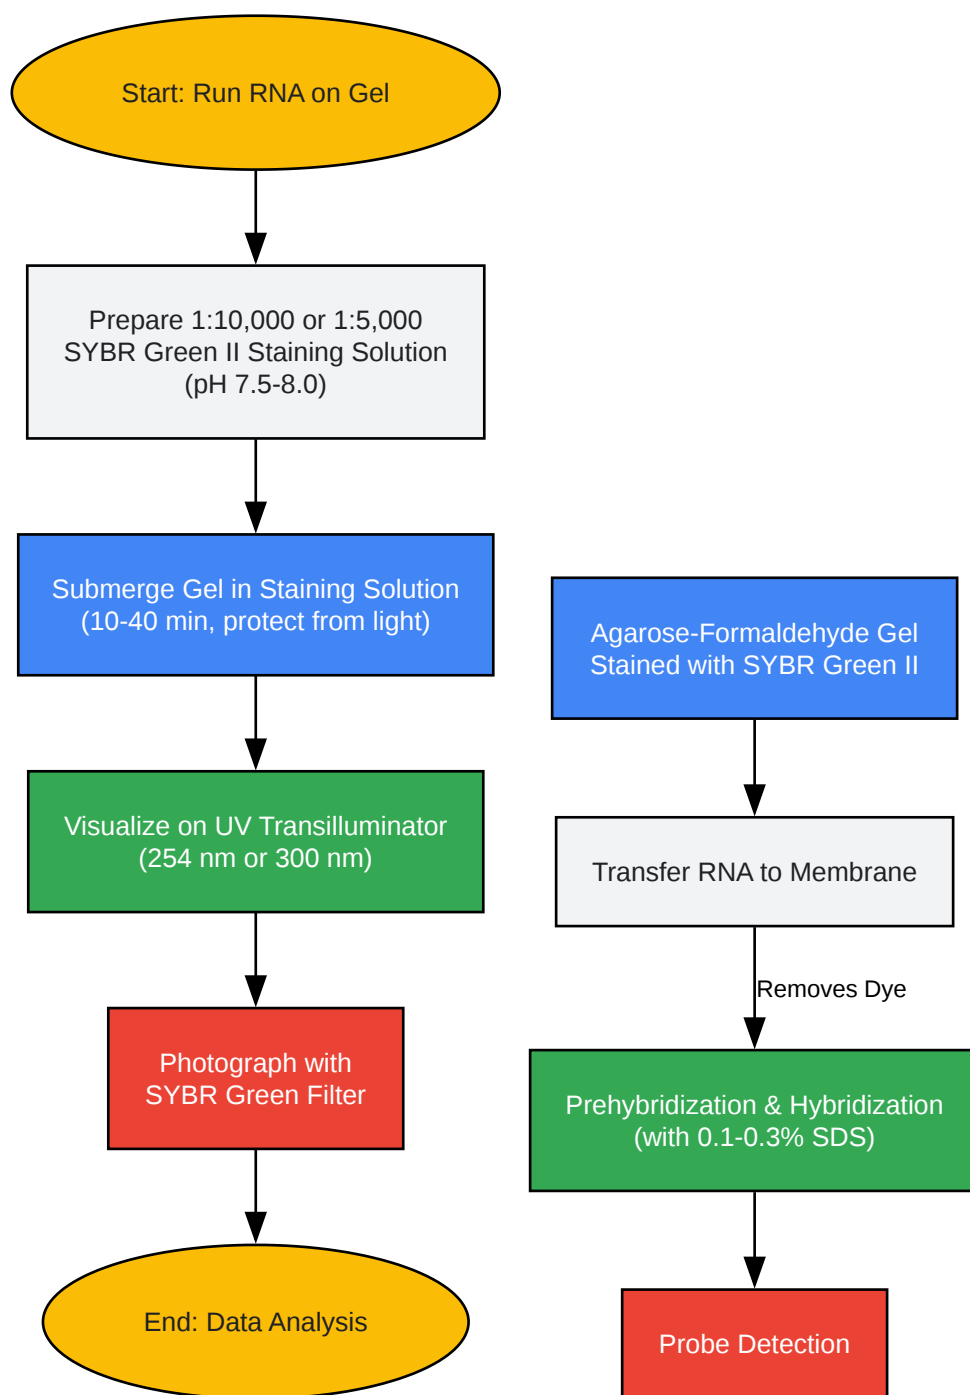 Start: Run RNA on Gel
Prepare 1:10,000 or 1:5,000
SYBR Green II Staining Solution
(pH 7.5-8.0)
Submerge Gel in Staining Solution
(10-40 min, protect from light)
Visualize on UV Transilluminator
(254 nm or 300 nm)
Photograph with
SYBR Green Filter
End: Data Analysis
Agarose-Formaldehyde Gel
Stained with SYBR Green II
Transfer RNA to Membrane
Removes Dye
Prehybridization & Hybridization
(with 0.1-0.3% SDS)
Probe Detection